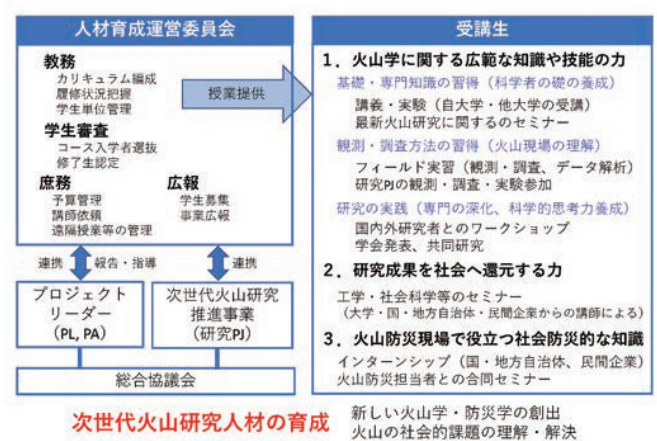 人材育成運営委員会
教務
カリキュラム編成
履修状況把握
学生単位管理
学生審査
コース入学者選抜
修了生認定
庶務
予算管理
講師依頼
遠隔授業等の管理
広報
学生募集
事業広報
授業提供
連携
報告・指導
連携
プロジェクト
リーダー
(PL, PA)
次世代火山研究
推進事業
(研究PJ)
総合協議会
受講生
1．火山学に関する広範な知識や技能の力
基礎・専門知識の習得（科学者の礎の養成）
講義・実験（自大学・他大学の受講）
最新火山研究に関するのセミナー
観測・調査方法の習得（火山現場の理解）
フィールド実習（観測・調査、データ解析）
研究PJの観測・調査・実験参加
研究の実践（専門の深化、科学的思考力養成）
国内外研究者とのワークショップ
学会発表、共同研究
2．研究成果を社会へ還元する力
工学・社会科学等のセミナー
（大学・国・地方自治体・民間企業からの講師による）
3．火山防災現場で役立つ社会防災的な知識
インターンシップ（国・地方自治体、民間企業）
火山防災担当者との合同セミナー
次世代火山研究人材の育成
新しい火山学・防災学の創出
火山の社会的課題の理解・解決